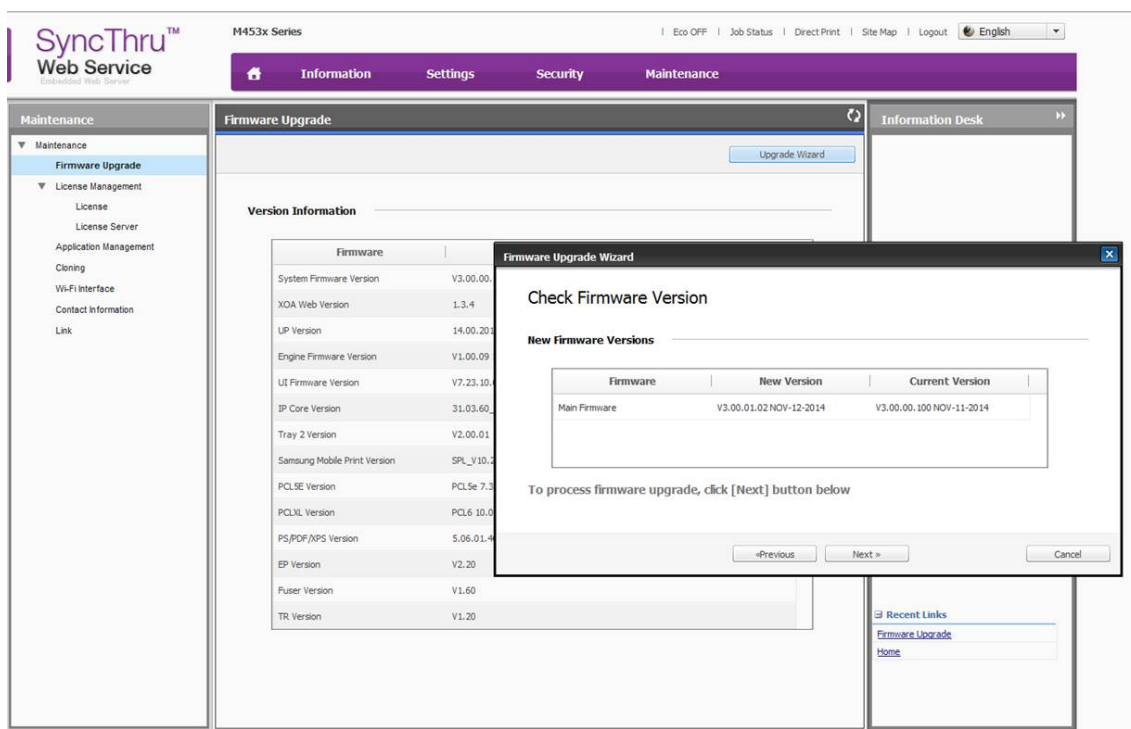 SyncThru™
Web Service
Embedded Web Server
M453x Series
| Eco OFF | Job Status | Direct Print | Site Map | Logout English
Information Settings Security Maintenance
Maintenance
Maintenance
Firmware Upgrade
License Management
License
License Server
Application Management
Cloning
Wi-Fi Interface
Contact Information
Link
Firmware Upgrade
Upgrade Wizard
Version Information
Firmware |
System Firmware Version V3.00.00.
XOA Web Version 1.3.4
UP Version 14.00.201
Engine Firmware Version V1.00.09
UI Firmware Version V7.23.10.
IP Core Version 31.03.60_
Tray 2 Version V2.00.01
Samsung Mobile Print Version SPL_V10.2
PCL5E Version PCL5e 7.3
PCLXL Version PCL6 10.0
PS/PDF/XPS Version 5.06.01.4
EP Version V2.20
Fuser Version V1.60
TR Version V1.20
Firmware Upgrade Wizard
Check Firmware Version
New Firmware Versions
Firmware | New Version | Current Version |
Main Firmware V3.00.01.02 NOV-12-2014 V3.00.00.100 NOV-11-2014
To process firmware upgrade, click [Next] button below
«Previous Next » Cancel
Information Desk
Recent Links
Firmware Upgrade
Home